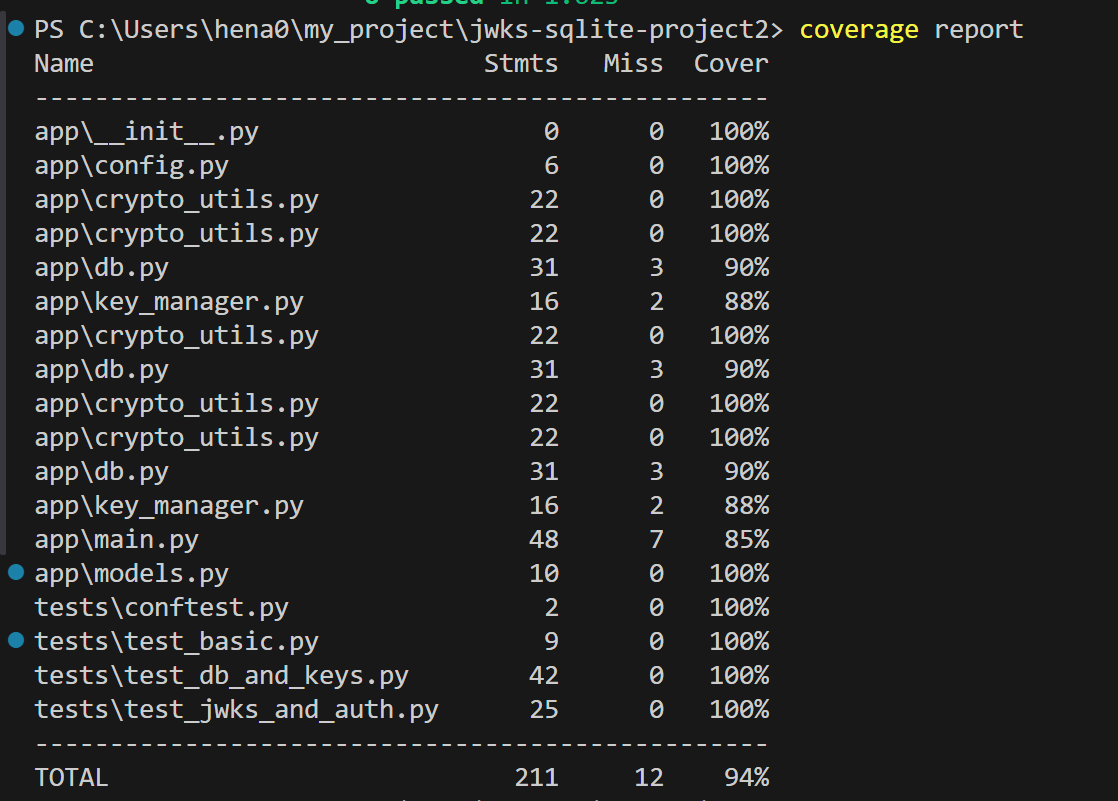 6 passed in 1.62s
PS C:\Users\hena0\my_project\jwks-sqlite-project2> coverage report
Name                             Stmts   Miss  Cover
-----------------------------------------------------
app\__init__.py                      0      0   100%
app\config.py                        6      0   100%
app\crypto_utils.py                 22      0   100%
app\crypto_utils.py                 22      0   100%
app\db.py                           31      3    90%
app\key_manager.py                  16      2    88%
app\crypto_utils.py                 22      0   100%
app\db.py                           31      3    90%
app\crypto_utils.py                 22      0   100%
app\crypto_utils.py                 22      0   100%
app\db.py                           31      3    90%
app\key_manager.py                  16      2    88%
app\main.py                         48      7    85%
app\models.py                       10      0   100%
tests\conftest.py                    2      0   100%
tests\test_basic.py                  9      0   100%
tests\test_db_and_keys.py           42      0   100%
tests\test_jwks_and_auth.py         25      0   100%
-----------------------------------------------------
TOTAL                              211     12    94%